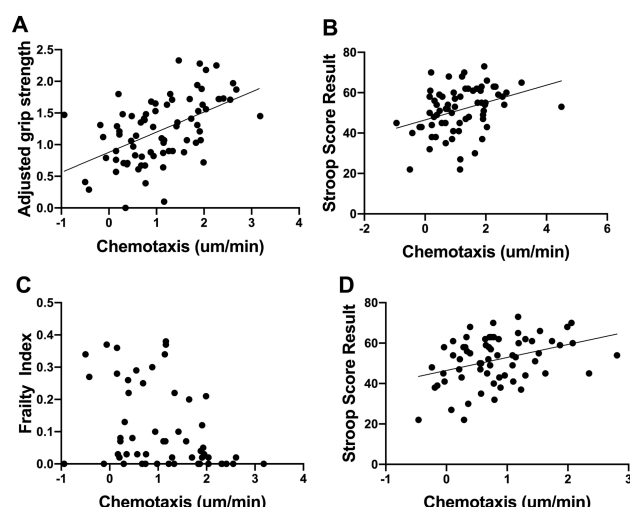 A
Adjusted grip strength
2.5
2.0
1.5
1.0
0.5
0.0
-1 0 1 2 3 4
Chemotaxis (um/min)
B
Stroop Score Result
80
60
40
20
0
-2 0 2 4 6
Chemotaxis (um/min)
C
Frailty Index
0.5
0.4
0.3
0.2
0.1
0.0
-1 0 1 2 3 4
Chemotaxis (um/min)
D
Stroop Score Result
80
60
40
20
0
-1 0 1 2 3
Chemotaxis (um/min)